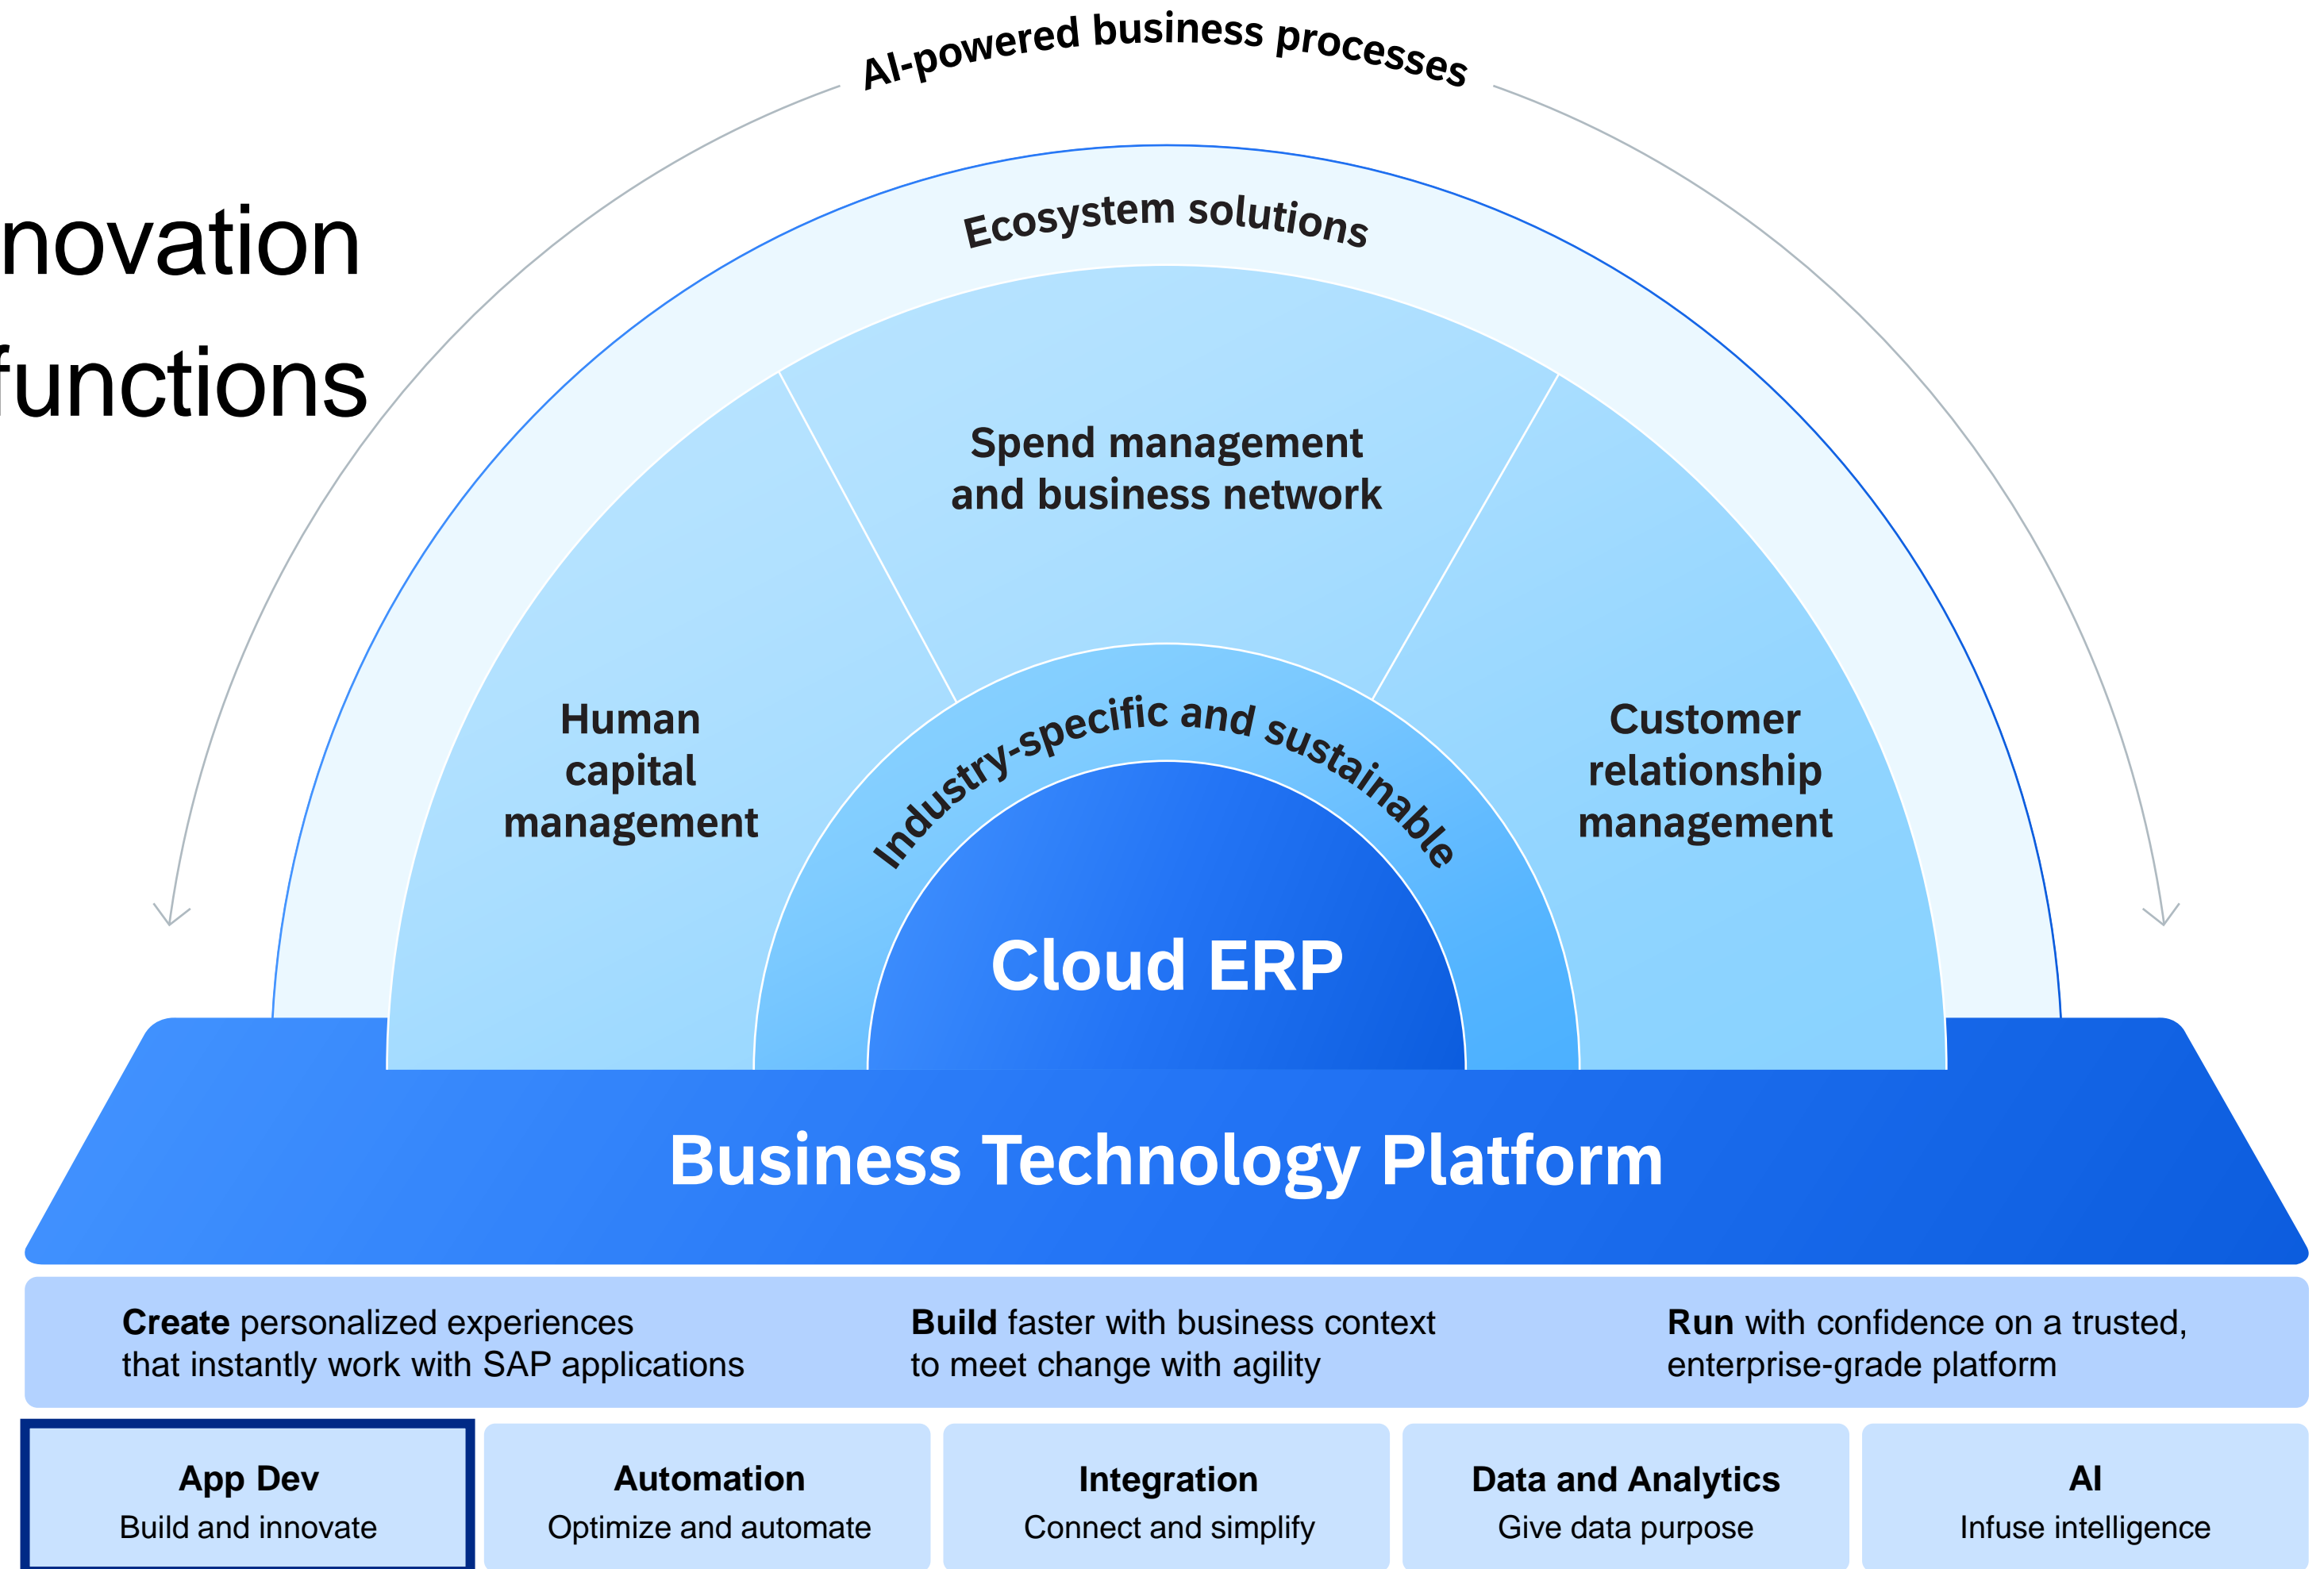 AI-powered business processes
novation
functions
Ecosystem solutions
Spend management
and business network
Human
capital
management
Industry-specific and sustainable
Customer
relationship
management
Cloud ERP
Business Technology Platform
Create personalized experiences
that instantly work with SAP applications
Build faster with business context
to meet change with agility
Run with confidence on a trusted,
enterprise-grade platform
App Dev
Build and innovate
Automation
Optimize and automate
Integration
Connect and simplify
Data and Analytics
Give data purpose
AI
Infuse intelligence